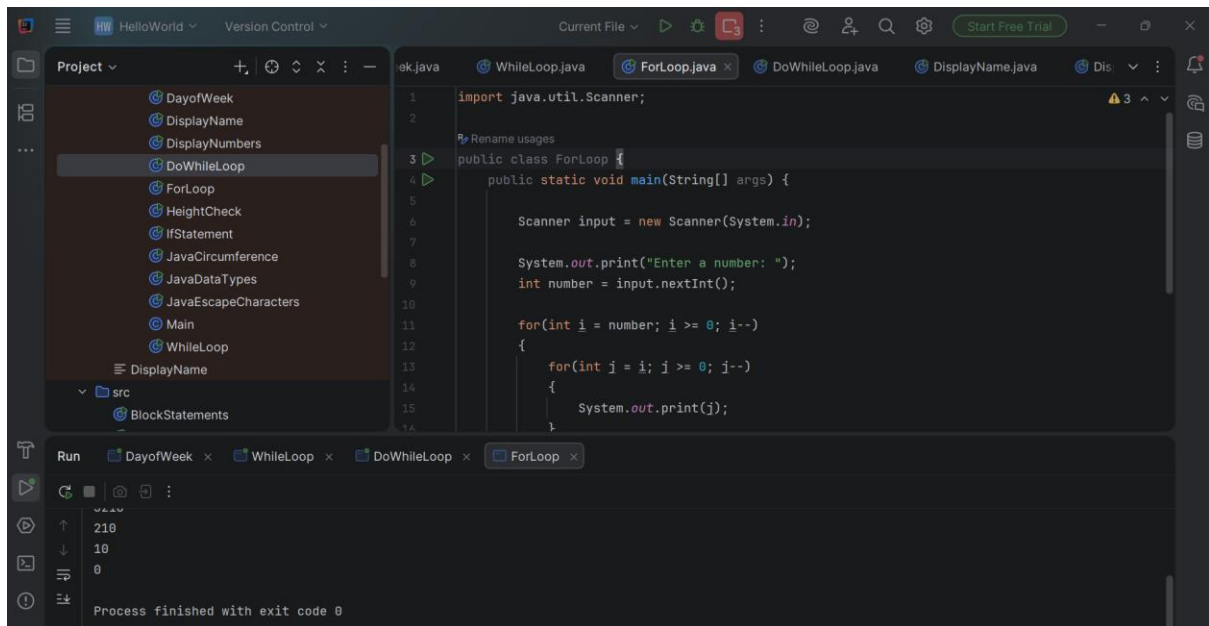 HW HelloWorld Version Control Current File 3 Start Free Trial
Project
DayofWeek
DisplayName
DisplayNumbers
DoWhileLoop
ForLoop
HeightCheck
IfStatement
JavaCircumference
JavaDataTypes
JavaEscapeCharacters
Main
WhileLoop
DisplayName
src
BlockStatements
ek.java WhileLoop.java ForLoop.java DoWhileLoop.java DisplayName.java Dis
3
1 import java.util.Scanner;
2
Rename usages
3 public class ForLoop {
4 public static void main(String[] args) {
5
6 Scanner input = new Scanner(System.in);
7
8 System.out.print("Enter a number: ");
9 int number = input.nextInt();
10
11 for(int i = number; i >= 0; i--)
12 {
13 for(int j = i; j >= 0; j--)
14 {
15 System.out.print(j);
16 }
Run DayofWeek WhileLoop DoWhileLoop ForLoop
3210
210
10
0
Process finished with exit code 0